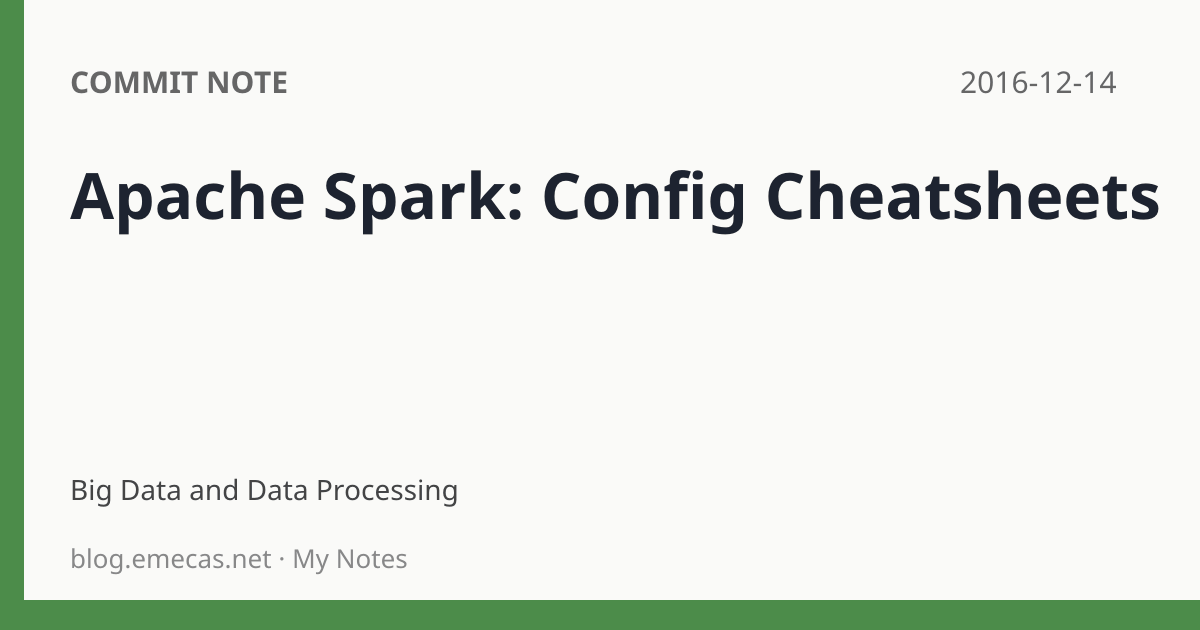 COMMIT NOTE
2016-12-14
Apache Spark: Config Cheatsheets
Big Data and Data Processing
blog.emecas.net · My Notes